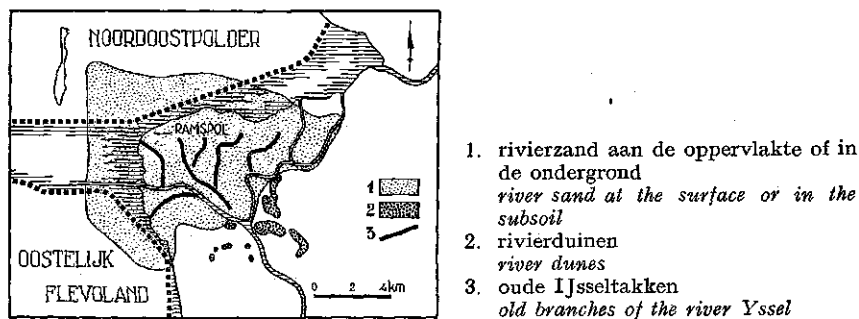 NOORDOOSTPOLDER
RAMSPOL
1
2
3
OOSTELIJK
FLEVOLAND
0 2 4km
1. rivierzand aan de oppervlakte of in
de ondergrond
river sand at the surface or in the
subsoil
2. rivierduinen
river dunes
3. oude IJsseltakken
old branches of the river Yssel